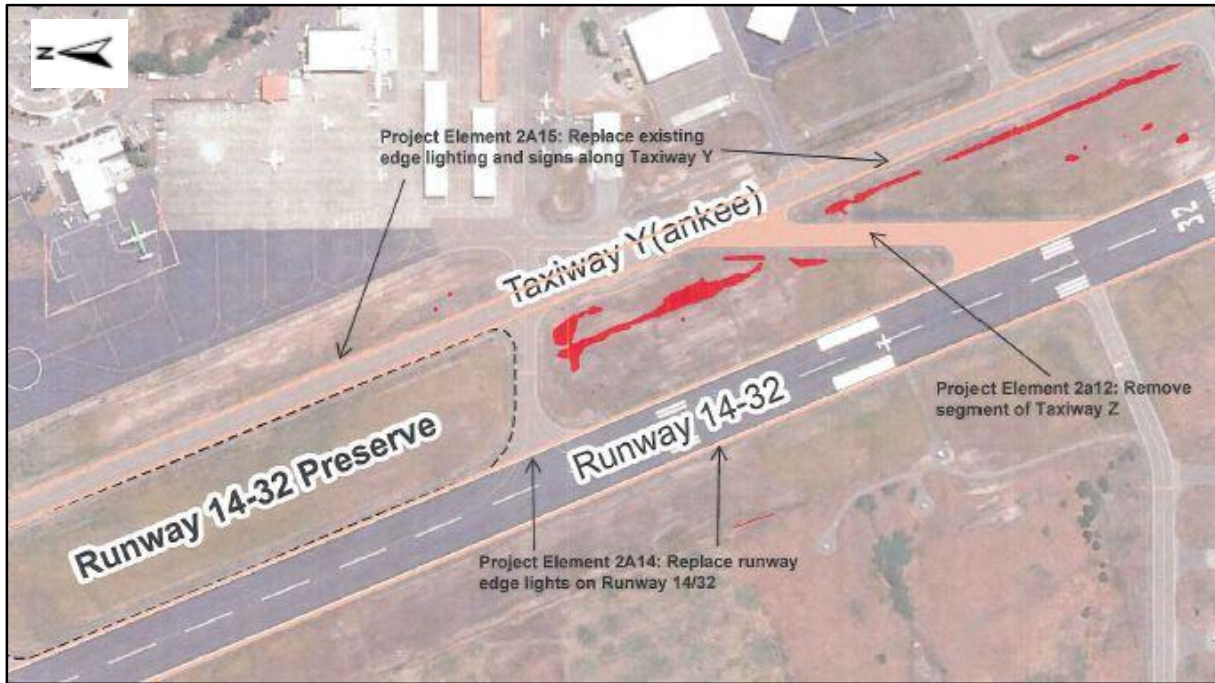 N
Project Element 2A15: Replace existing
edge lighting and signs along Taxiway Y
Taxiway Y(ankee)
32
Project Element 2a12: Remove
segment of Taxiway Z
Runway 14-32
Runway 14-32 Preserve
Project Element 2A14: Replace runway
edge lights on Runway 14/32